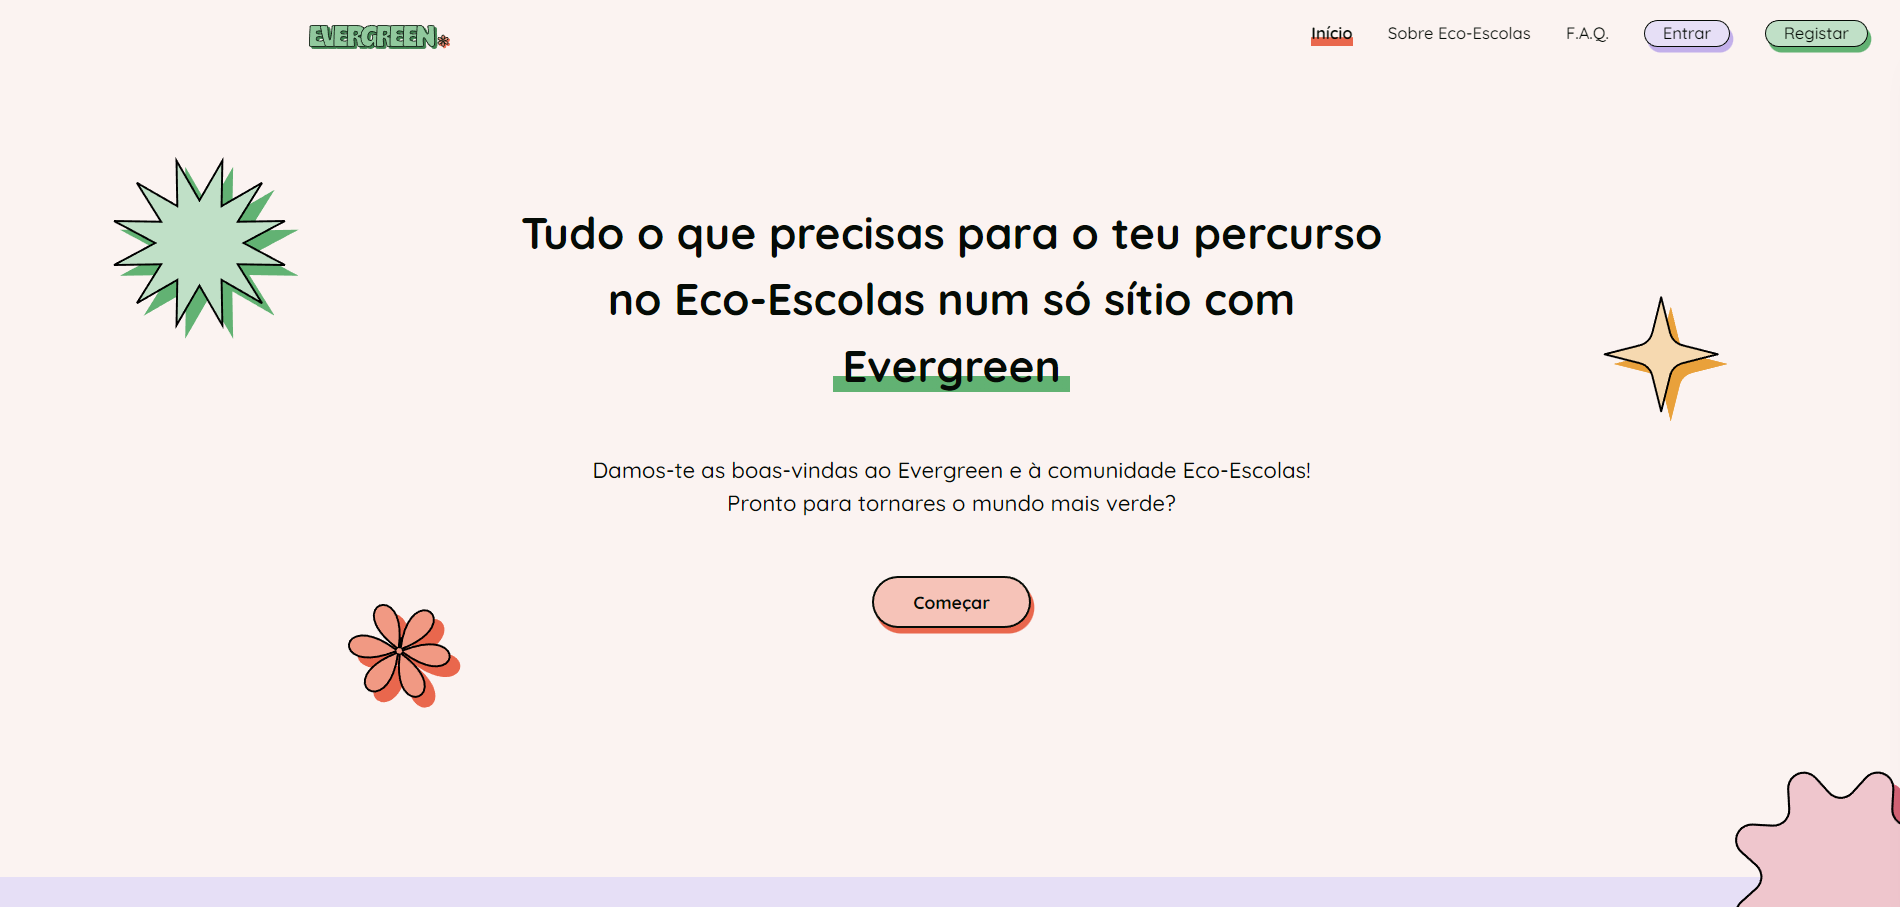 EVERGREEN
Início
Sobre Eco-Escolas
F.A.Q.
Entrar
Registar
Tudo o que precisas para o teu percurso
no Eco-Escolas num só sítio com
Evergreen
Damos-te as boas-vindas ao Evergreen e à comunidade Eco-Escolas!
Pronto para tornares o mundo mais verde?
Começar